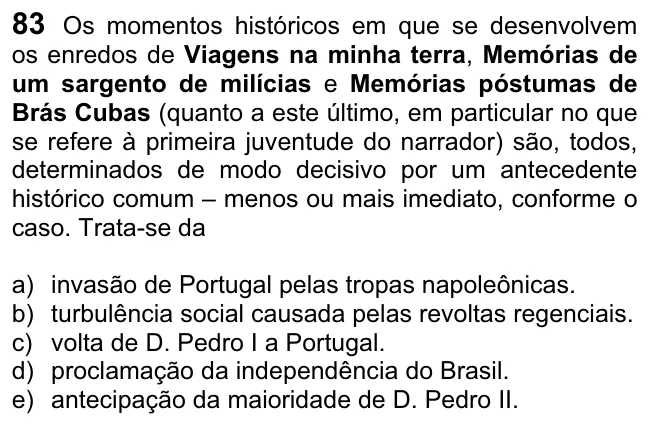 83 Os momentos históricos em que se desenvolvem
os enredos de Viagens na minha terra, Memórias de
um sargento de milícias e Memórias póstumas de
Brás Cubas (quanto a este último, em particular no que
se refere à primeira juventude do narrador) são, todos,
determinados de modo decisivo por um antecedente
histórico comum – menos ou mais imediato, conforme o
caso. Trata-se da
a) invasão de Portugal pelas tropas napoleônicas.
b) turbulência social causada pelas revoltas regenciais.
c) volta de D. Pedro I a Portugal.
d) proclamação da independência do Brasil.
e) antecipação da maioridade de D. Pedro II.